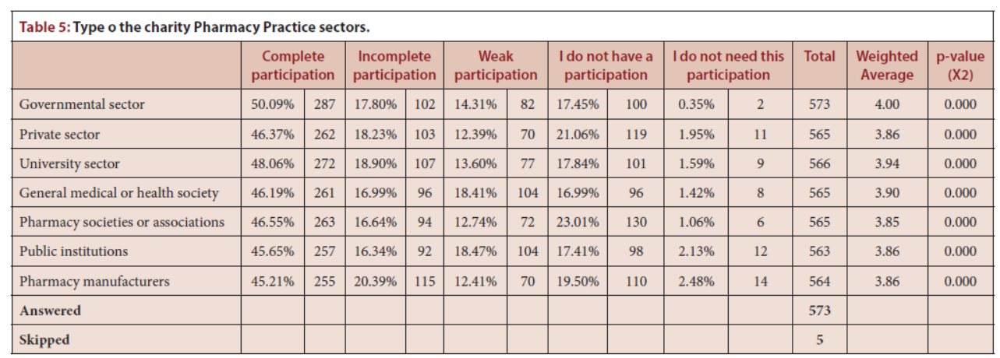 Table 5: Type o the charity Pharmacy Practice sectors.
Complete participation Incomplete participation Weak participation I do not have a participation I do not need this participation Total Weighted Average p-value (X2)
Governmental sector 50.09% 287 17.80% 102 14.31% 82 17.45% 100 0.35% 2 573 4.00 0.000
Private sector 46.37% 262 18.23% 103 12.39% 70 21.06% 119 1.95% 11 565 3.86 0.000
University sector 48.06% 272 18.90% 107 13.60% 77 17.84% 101 1.59% 9 566 3.94 0.000
General medical or health society 46.19% 261 16.99% 96 18.41% 104 16.99% 96 1.42% 8 565 3.90 0.000
Pharmacy societies or associations 46.55% 263 16.64% 94 12.74% 72 23.01% 130 1.06% 6 565 3.85 0.000
Public institutions 45.65% 257 16.34% 92 18.47% 104 17.41% 98 2.13% 12 563 3.86 0.000
Pharmacy manufacturers 45.21% 255 20.39% 115 12.41% 70 19.50% 110 2.48% 14 564 3.86 0.000
Answered 573
Skipped 5